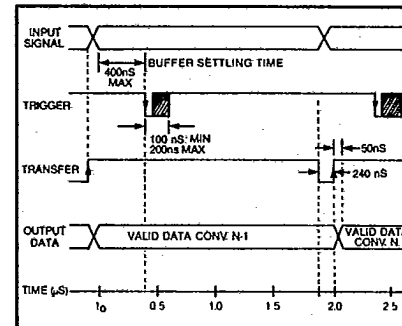 INPUT SIGNAL
400nS MAX
BUFFER SETTLING TIME
TRIGGER
100 nS: MIN
200ns MAX
50nS
TRANSFER
240 nS
OUTPUT DATA
VALID DATA CONV. N-1
VALID DATA CONV. N
TIME (µS)
t0
0.5
1.0
1.5
2.0
2.5